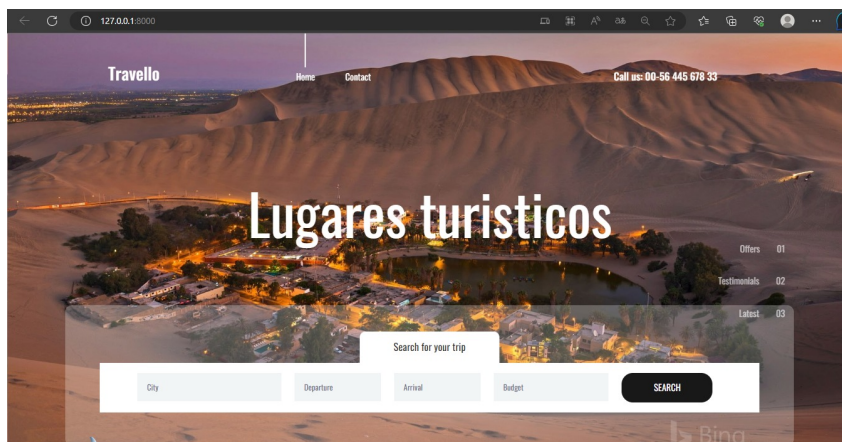 127.0.0.1:8000
Travello
Home Contact
Call us: 00-56 445 678 33
Lugares turisticos
Offers 01
Testimonials 02
Latest 03
Search for your trip
City Departure Arrival Budget SEARCH
Bing